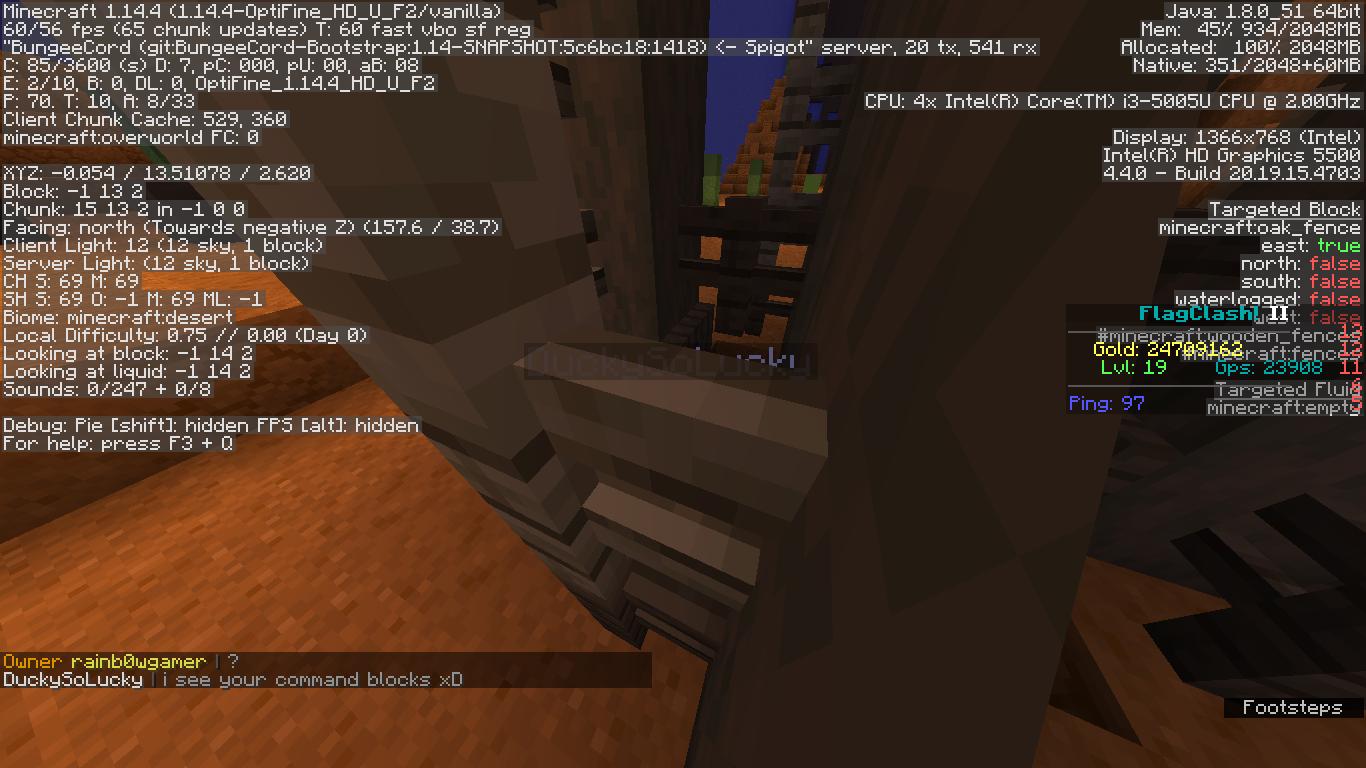 Minecraft 1.14.4 (1.14.4-OptiFine_HD_U_F2/vanilla)
60/56 fps (65 chunk updates) T: 60 fast vbo sf reg
"BungeeCord (git:BungeeCord-Bootstrap:1.14-SNAPSHOT:5c6bc18:1418) <- Spigot" server, 20 tx, 541 rx
C: 85/3600 (s) D: 7, pC: 000, pU: 00, aB: 08
E: 2/10, B: 0, DL: 0, OptiFine_1.14.4_HD_U_F2
P: 70. T: 10, A: 8/33
Client Chunk Cache: 529, 360
minecraft:overworld FC: 0
XYZ: -0.054 / 13.51078 / 2.620
Block: -1 13 2
Chunk: 15 13 2 in -1 0 0
Facing: north (Towards negative Z) (157.6 / 38.7)
Client Light: 12 (12 sky, 1 block)
Server Light: (12 sky, 1 block)
CH S: 69 M: 69
SH S: 69 O: -1 M: 69 ML: -1
Biome: minecraft:desert
Local Difficulty: 0.75 // 0.00 (Day 0)
Looking at block: -1 14 2
Looking at liquid: -1 14 2
Sounds: 0/247 + 0/8
Debug: Pie [shift]: hidden FPS [alt]: hidden
For help: press F3 + Q
Java: 1.8.0_51 64bit
Mem: 45% 934/2048MB
Allocated: 100% 2048MB
Native: 351/2048+60MB
CPU: 4x Intel(R) Core(TM) i3-5005U CPU @ 2.00GHz
Display: 1366x768 (Intel)
Intel(R) HD Graphics 5500
4.4.0 - Build 20.19.15.4703
Targeted Block
minecraft:oak_fence
east: true
north: false
south: false
waterlogged: false
west: false
#minecraft:wooden_fences
#minecraft:fences
Targeted Fluid
minecraft:empty
FlagClash! II
Gold: 24709162
Lvl: 19 Gps: 23908 11
Ping: 97
DuckySoLucky
Owner rainb0wgamer | ?
DuckySoLucky | i see your command blocks xD
Footsteps